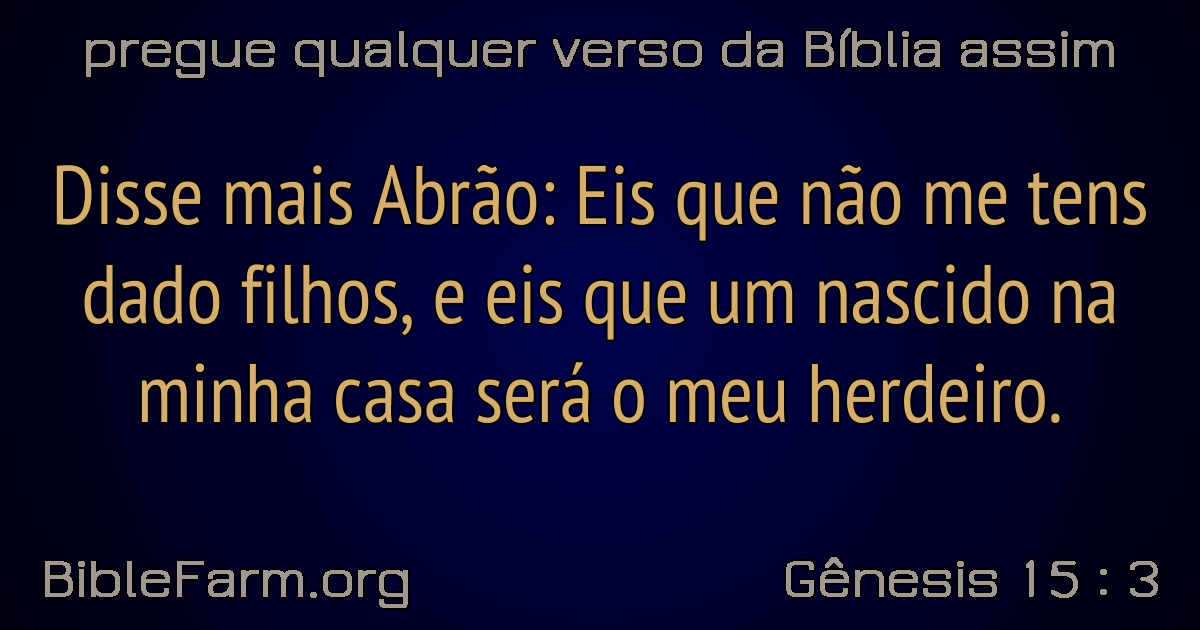 pregue qualquer verso da Bíblia assim
Disse mais Abrão: Eis que não me tens
dado filhos, e eis que um nascido na
minha casa será o meu herdeiro.
BibleFarm.org
Gênesis 15 : 3